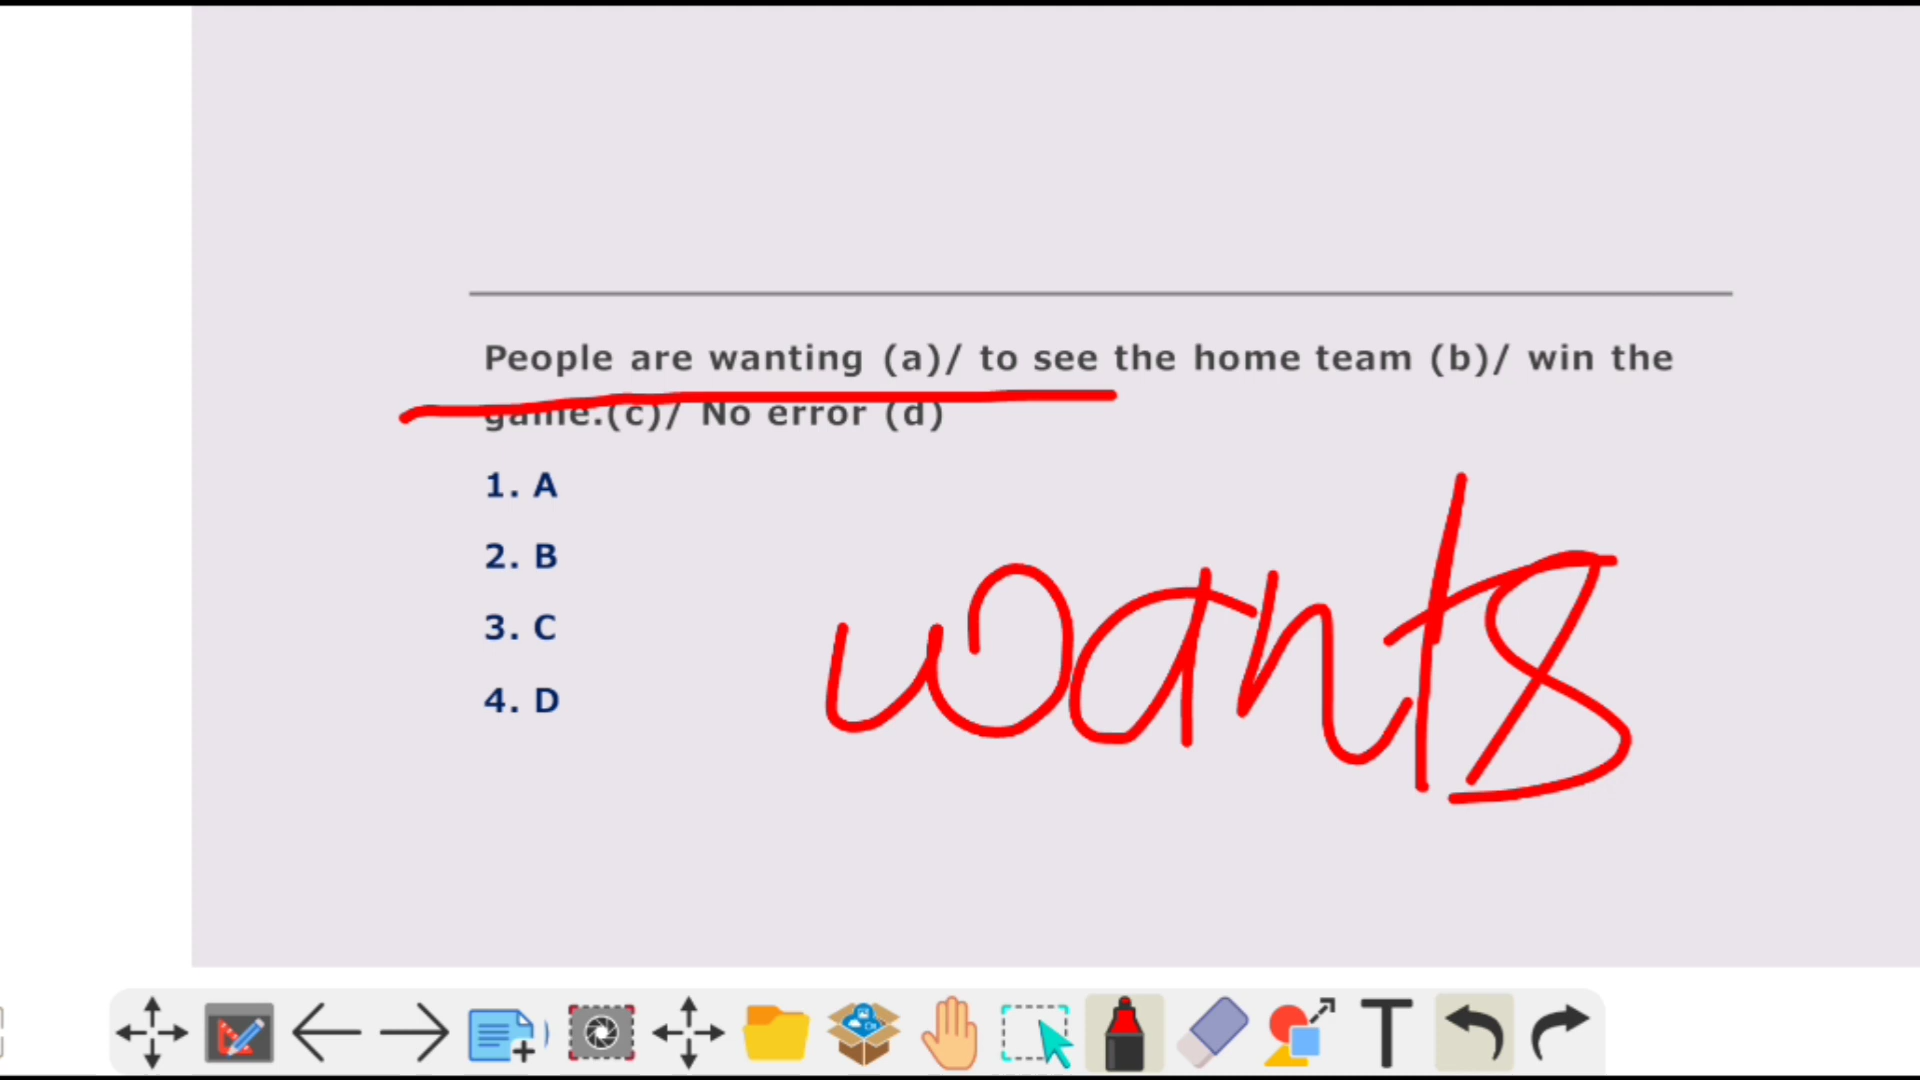 People are wanting (a)/ to see the home team (b)/ win the
game.(c)/ No error (d)
1. A
2. B
3. C
4. D
wants